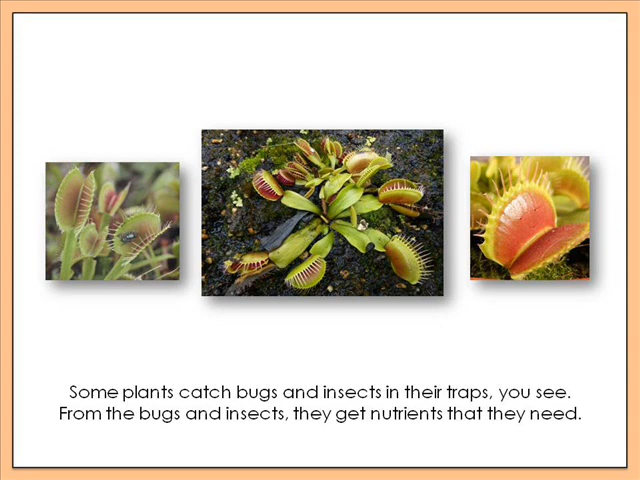 Some plants catch bugs and insects in their traps, you see.
From the bugs and insects, they get nutrients that they need.